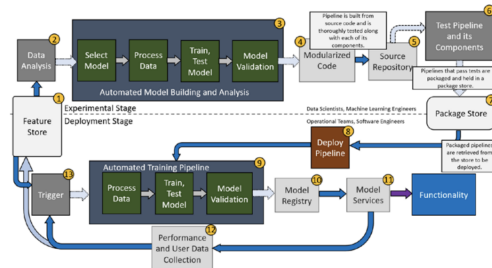 3
6
Pipeline is built from
source code and is
thoroughly tested along
with each of its
components.
2
Data
Analysis
Select
Model
Process
Data
Train,
Test
Model
Model
Validation
4
Modularized
Code
5
Source
Repository
Test Pipeline
and its
Components
Automated Model Building and Analysis
Pipelines that pass tests are
packaged and held in a
package store.
1
Feature
Store
Experimental Stage
Deployment Stage
Data Scientists, Machine Learning Engineers
Operational Teams, Software Engineers
7
Package Store
8
Deploy
Pipeline
Packaged pipelines
are retrieved from
the store to be
deployed.
Automated Training Pipeline
9
13
Trigger
Process
Data
Train,
Test
Model
Model
Validation
10
Model
Registry
11
Model
Services
Functionality
12
Performance
and User Data
Collection